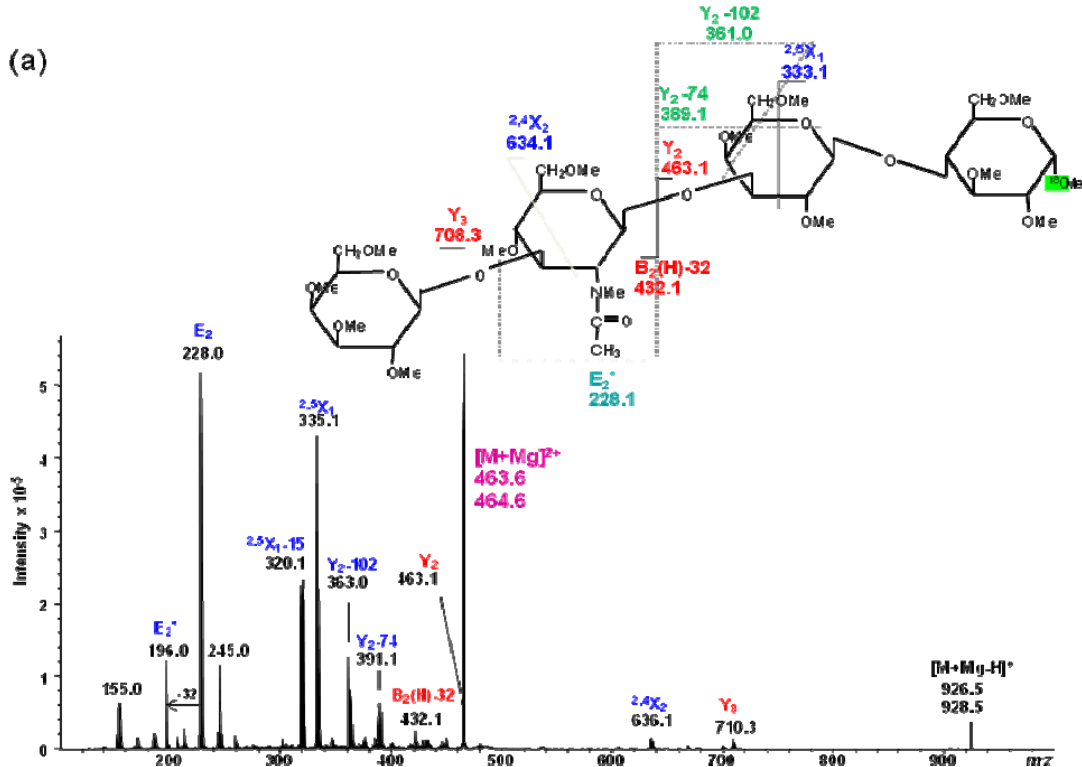 (a)
Y2-102
361.0
2,5X1
333.1
Y2-74
389.1
2,4X2
634.1
Y2
463.1
Y3
708.3
B2(H)-32
432.1
E2*
228.1
CH2OMe
CH2OMe
CH2OMe
CH2OMe
OMe
OMe
OMe
OMe
OMe
OMe
OMe
OMe
MeO
NMe
C=O
CH3
18OMe
O
O
O
O
O
O
O
E2
228.0
2,5X1
335.1
[M+Mg]2+
463.6
464.6
2,5X1-15
320.1
Y2-102
363.0
Y2
463.1
E2*
196.0
245.0
Y2-74
391.1
155.0
-32
B2(H)-32
432.1
2,4X2
636.1
Y3
710.3
[M+Mg-H]+
926.5
928.5
Intensity x 10-5
5
4
3
2
1
0
200
300
400
500
600
700
800
900
m/z